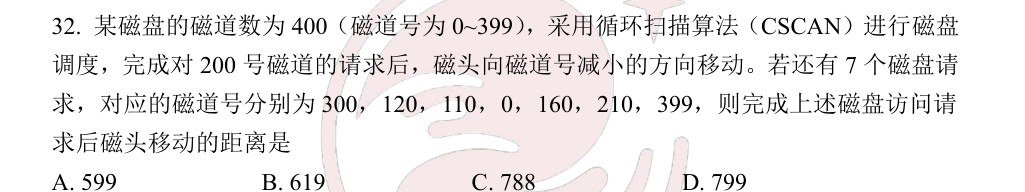 32. 某磁盘的磁道数为 400（磁道号为 0~399），采用循环扫描算法（CSCAN）进行磁盘
调度，完成对 200 号磁道的请求后，磁头向磁道号减小的方向移动。若还有 7 个磁盘请
求，对应的磁道号分别为 300，120，110，0，160，210，399，则完成上述磁盘访问请
求后磁头移动的距离是
A. 599 B. 619 C. 788 D. 799